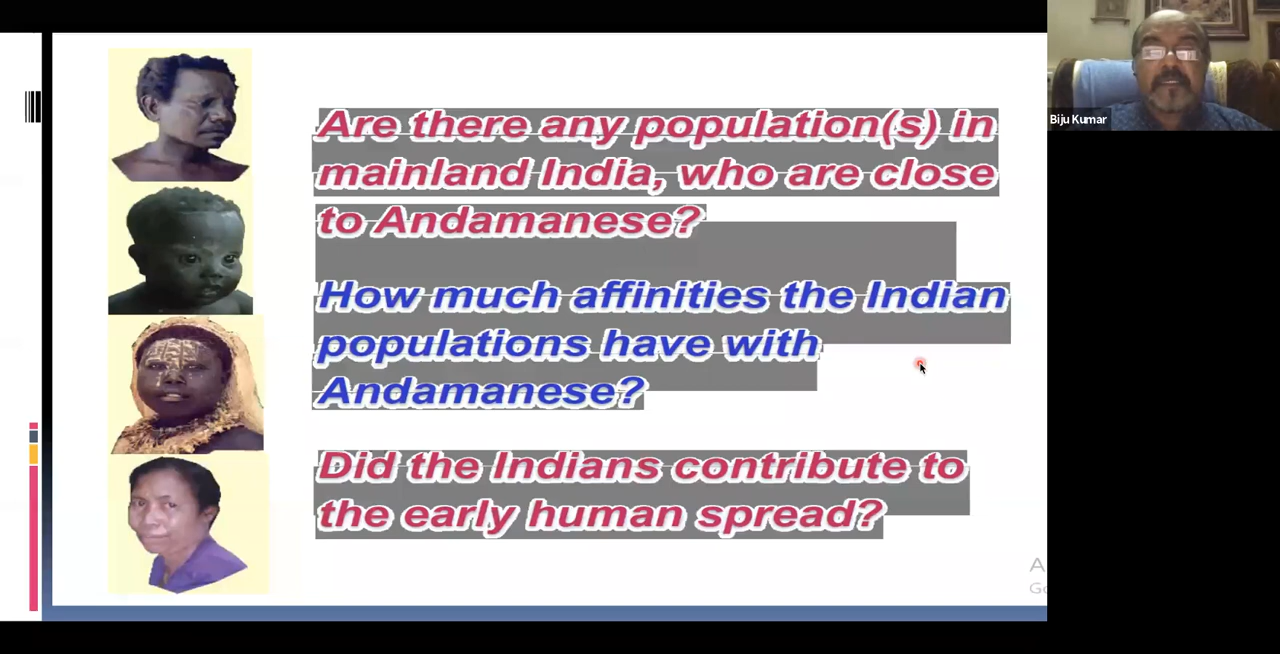 Are there any population(s) in
mainland India, who are close
to Andamanese?
How much affinities the Indian
populations have with
Andamanese?
Did the Indians contribute to
the early human spread?
Biju Kumar